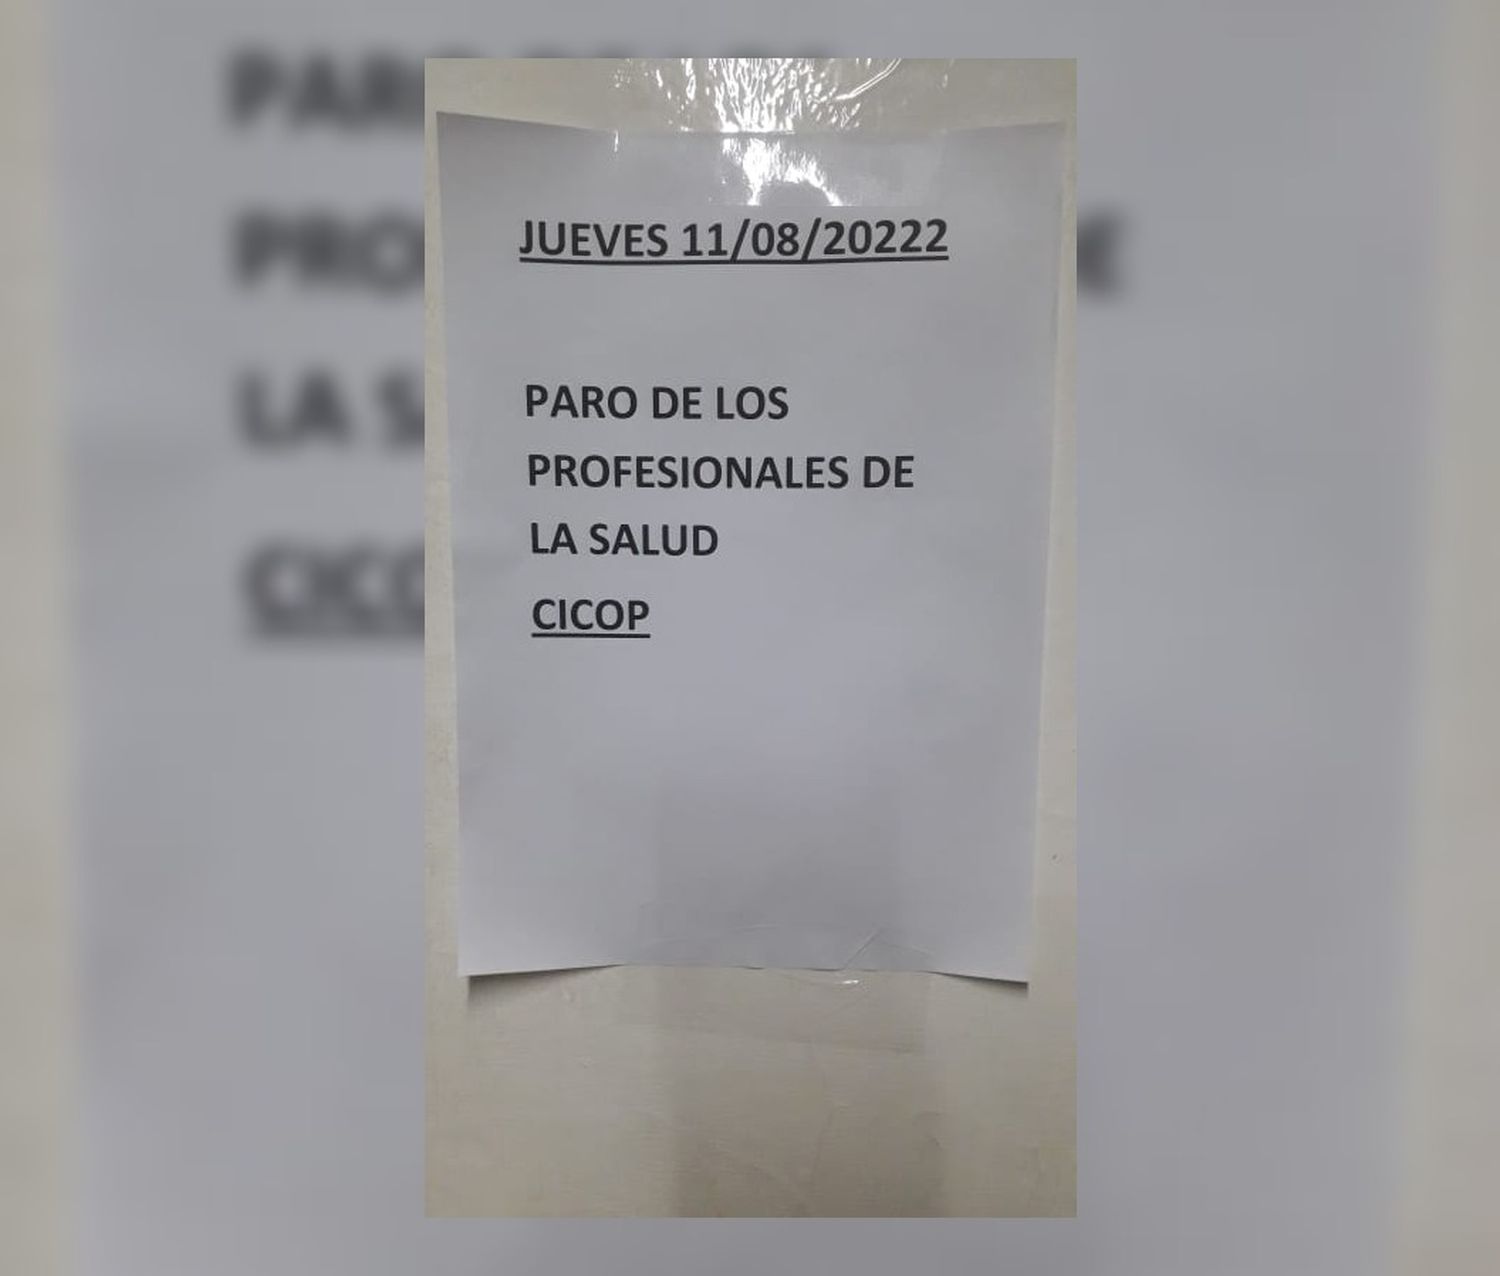 JUEVES 11/08/20222
PARO DE LOS
PROFESIONALES DE
LA SALUD
CICOP